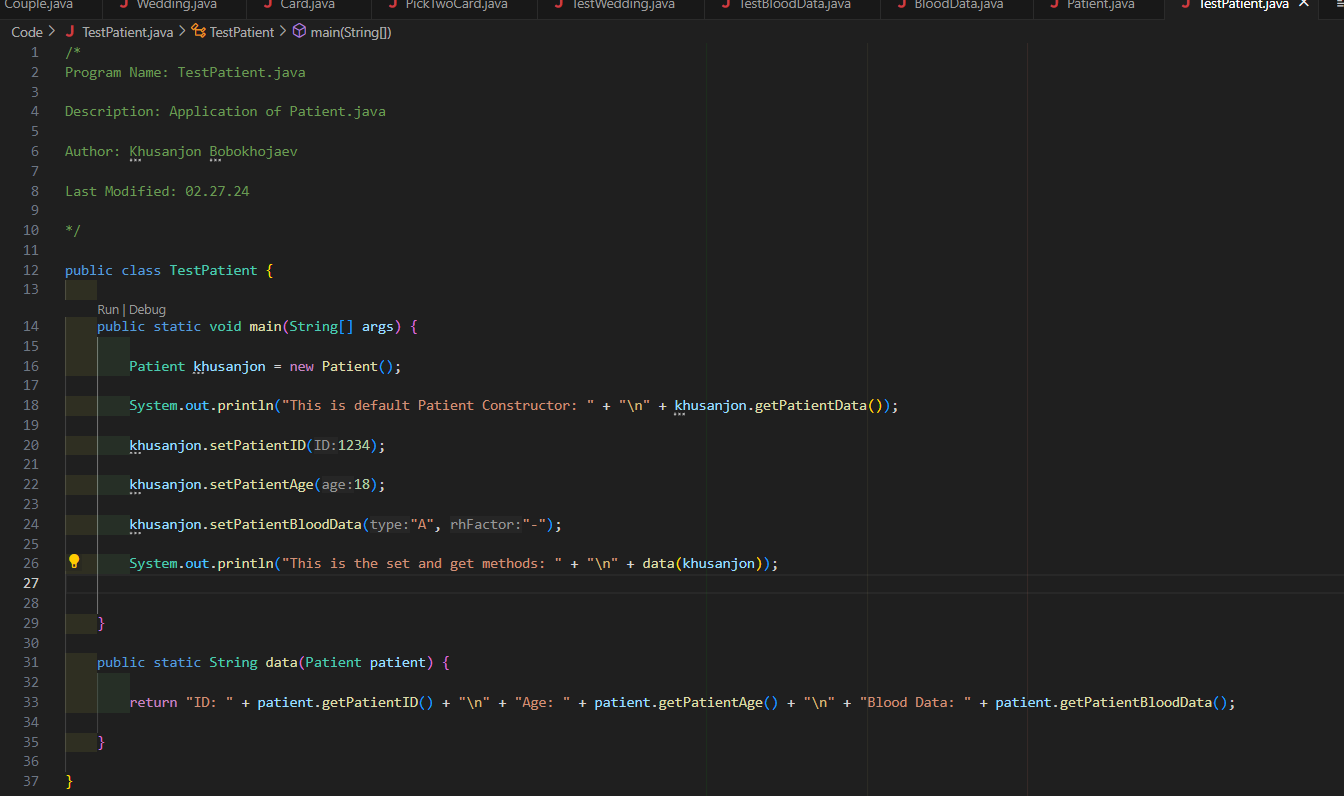 Couple.java Wedding.java Card.java PickTwoCard.java TestWedding.java TestBloodData.java BloodData.java Patient.java TestPatient.java
Code > TestPatient.java > TestPatient > main(String[])
1 /*
2 Program Name: TestPatient.java
3
4 Description: Application of Patient.java
5
6 Author: Khusanjon Bobokhojaev
7
8 Last Modified: 02.27.24
9
10 */
11
12 public class TestPatient {
13
Run | Debug
14 public static void main(String[] args) {
15
16 Patient khusanjon = new Patient();
17
18 System.out.println("This is default Patient Constructor: " + "\n" + khusanjon.getPatientData());
19
20 khusanjon.setPatientID(ID:1234);
21
22 khusanjon.setPatientAge(age:18);
23
24 khusanjon.setPatientBloodData(type:"A", rhFactor:"-");
25
26 System.out.println("This is the set and get methods: " + "\n" + data(khusanjon));
27
28
29 }
30
31 public static String data(Patient patient) {
32
33 return "ID: " + patient.getPatientID() + "\n" + "Age: " + patient.getPatientAge() + "\n" + "Blood Data: " + patient.getPatientBloodData();
34
35 }
36
37 }